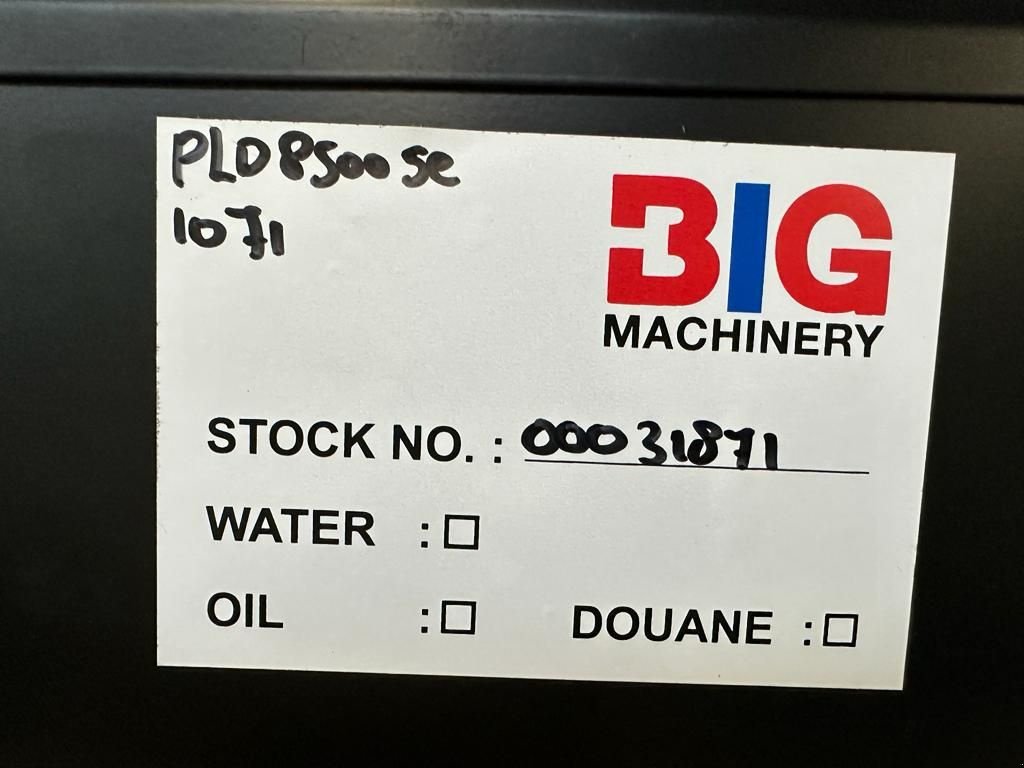 PLD8500se
1071
BIG
MACHINERY
STOCK NO. : 00031871
WATER : □
OIL : □ DOUANE : □